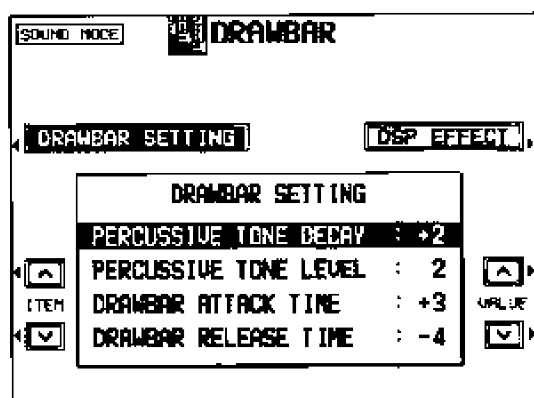 SOUND MODE DRAWBAR
DRAWBAR SETTING DSP EFFECT
DRAWBAR SETTING
PERCUSSIVE TONE DECAY : +2
PERCUSSIVE TONE LEVEL : 2
ITEM DRAWBAR ATTACK TIME : +3 VALUE
DRAWBAR RELEASE TIME : -4